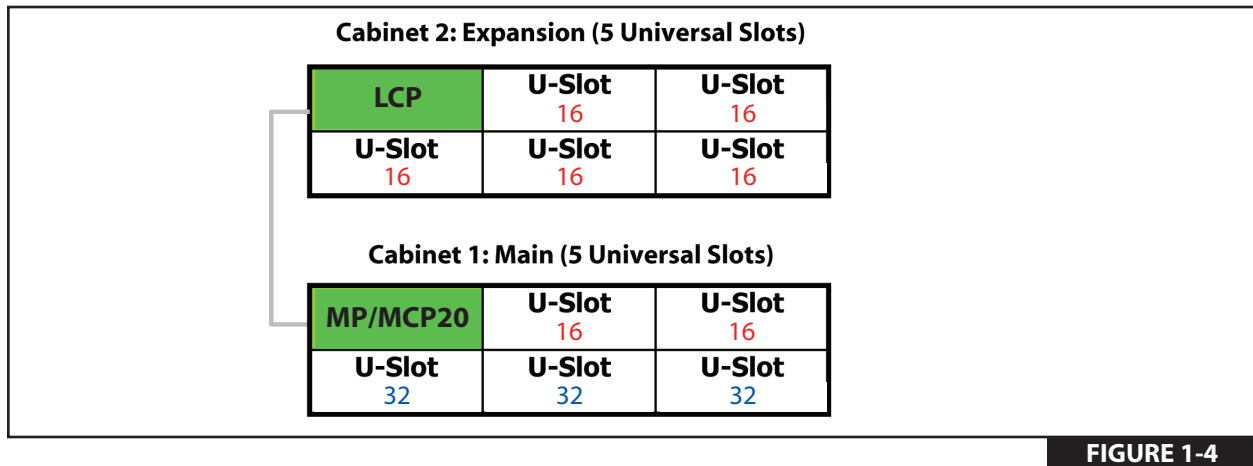 Cabinet 2: Expansion (5 Universal Slots)
LCP U-Slot U-Slot
16 16
U-Slot U-Slot U-Slot
16 16 16
Cabinet 1: Main (5 Universal Slots)
MP/MCP20 U-Slot U-Slot
16 16
U-Slot U-Slot U-Slot
32 32 32
FIGURE 1-4